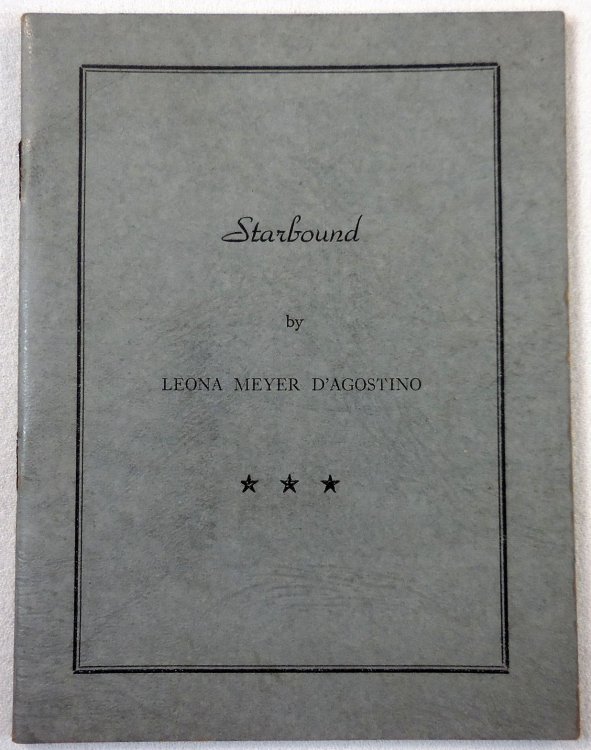 Starbound
by
LEONA MEYER D'AGOSTINO